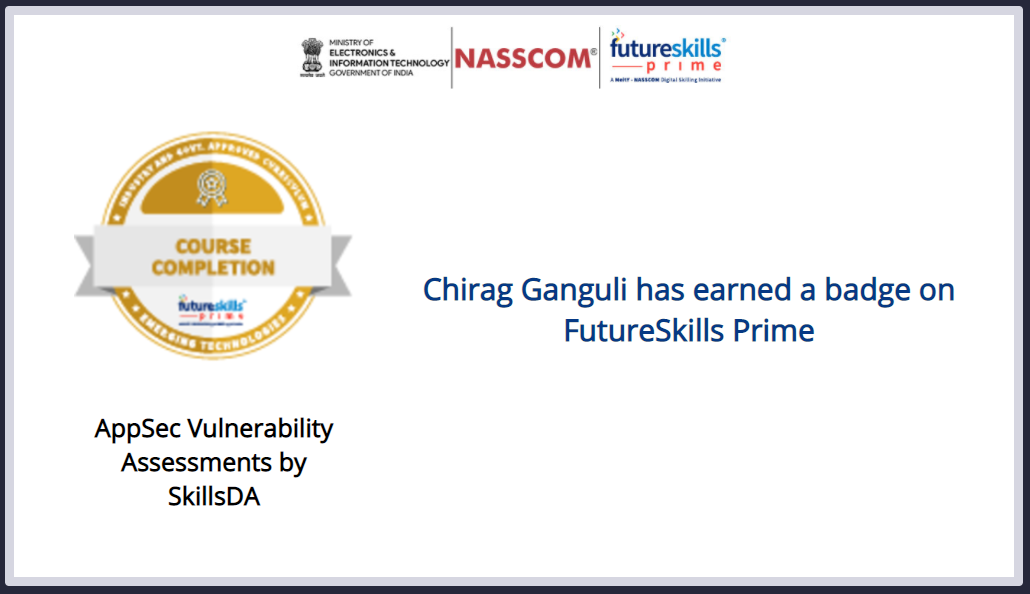 MINISTRY OF
ELECTRONICS &
INFORMATION TECHNOLOGY
GOVERNMENT OF INDIA
NASSCOM®
futureskills®
prime
A MeitY - NASSCOM Digital Skilling Initiative
INDUSTRY AND GOVT. APPROVED CURRICULUM
COURSE
COMPLETION
futureskills
prime
EMERGING TECHNOLOGIES
Chirag Ganguli has earned a badge on
FutureSkills Prime
AppSec Vulnerability
Assessments by
SkillsDA